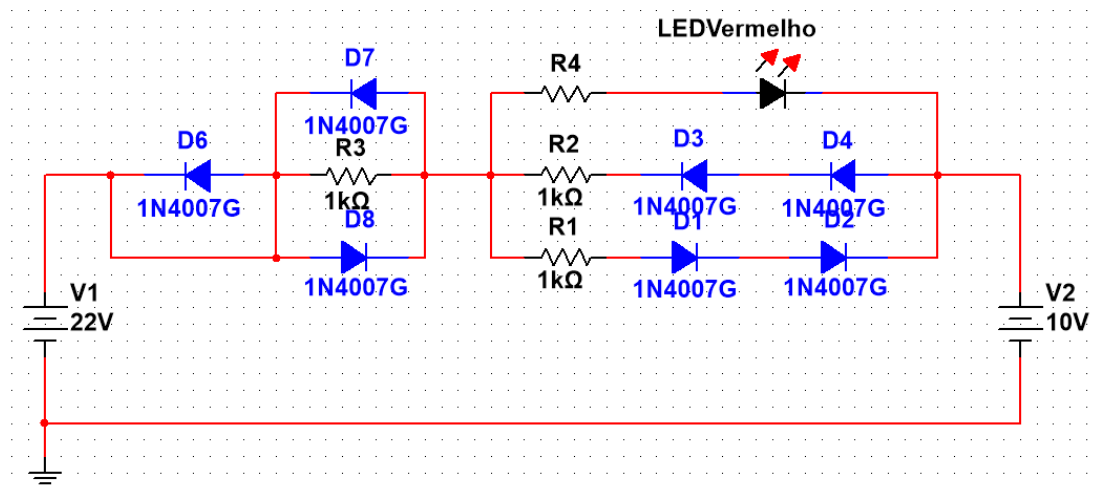 LEDVermelho
D7
1N4007G
R4
D6
1N4007G
R3
1kΩ
R2
1kΩ
D3
1N4007G
D4
1N4007G
D8
1N4007G
R1
1kΩ
D1
1N4007G
D2
1N4007G
V1
22V
V2
10V